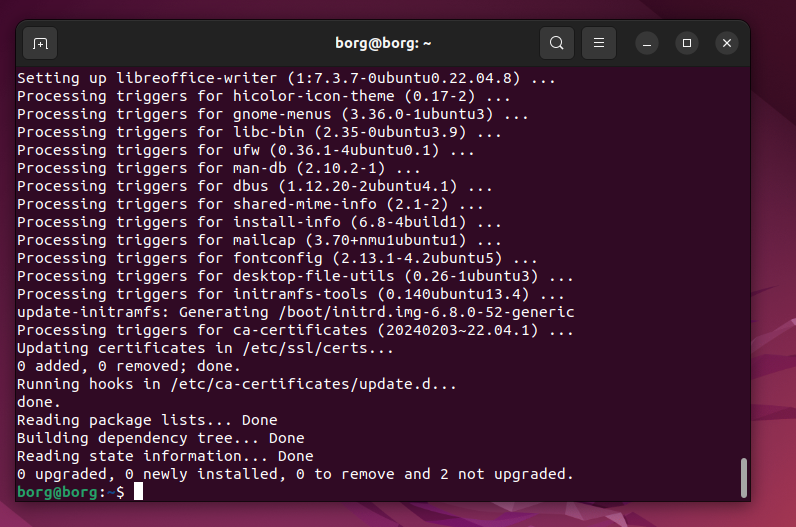 borg@borg: ~
Setting up libreoffice-writer (1:7.3.7-0ubuntu0.22.04.8) ...
Processing triggers for hicolor-icon-theme (0.17-2) ...
Processing triggers for gnome-menus (3.36.0-1ubuntu3) ...
Processing triggers for libc-bin (2.35-0ubuntu3.9) ...
Processing triggers for ufw (0.36.1-4ubuntu0.1) ...
Processing triggers for man-db (2.10.2-1) ...
Processing triggers for dbus (1.12.20-2ubuntu4.1) ...
Processing triggers for shared-mime-info (2.1-2) ...
Processing triggers for install-info (6.8-4build1) ...
Processing triggers for mailcap (3.70+nmu1ubuntu1) ...
Processing triggers for fontconfig (2.13.1-4.2ubuntu5) ...
Processing triggers for desktop-file-utils (0.26-1ubuntu3) ...
Processing triggers for initramfs-tools (0.140ubuntu13.4) ...
update-initramfs: Generating /boot/initrd.img-6.8.0-52-generic
Processing triggers for ca-certificates (20240203~22.04.1) ...
Updating certificates in /etc/ssl/certs...
0 added, 0 removed; done.
Running hooks in /etc/ca-certificates/update.d...
done.
Reading package lists... Done
Building dependency tree... Done
Reading state information... Done
0 upgraded, 0 newly installed, 0 to remove and 2 not upgraded.
borg@borg:~$